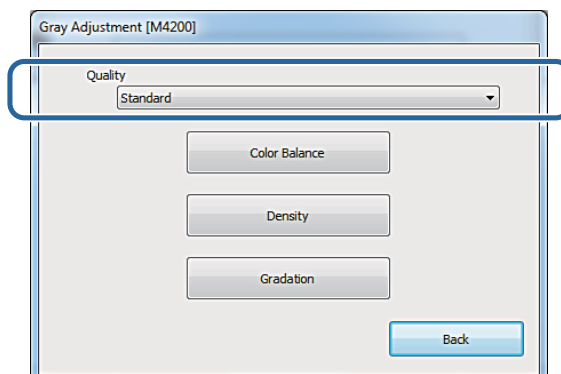 Gray Adjustment [M4200]
Quality
Standard
Color Balance
Density
Gradation
Back